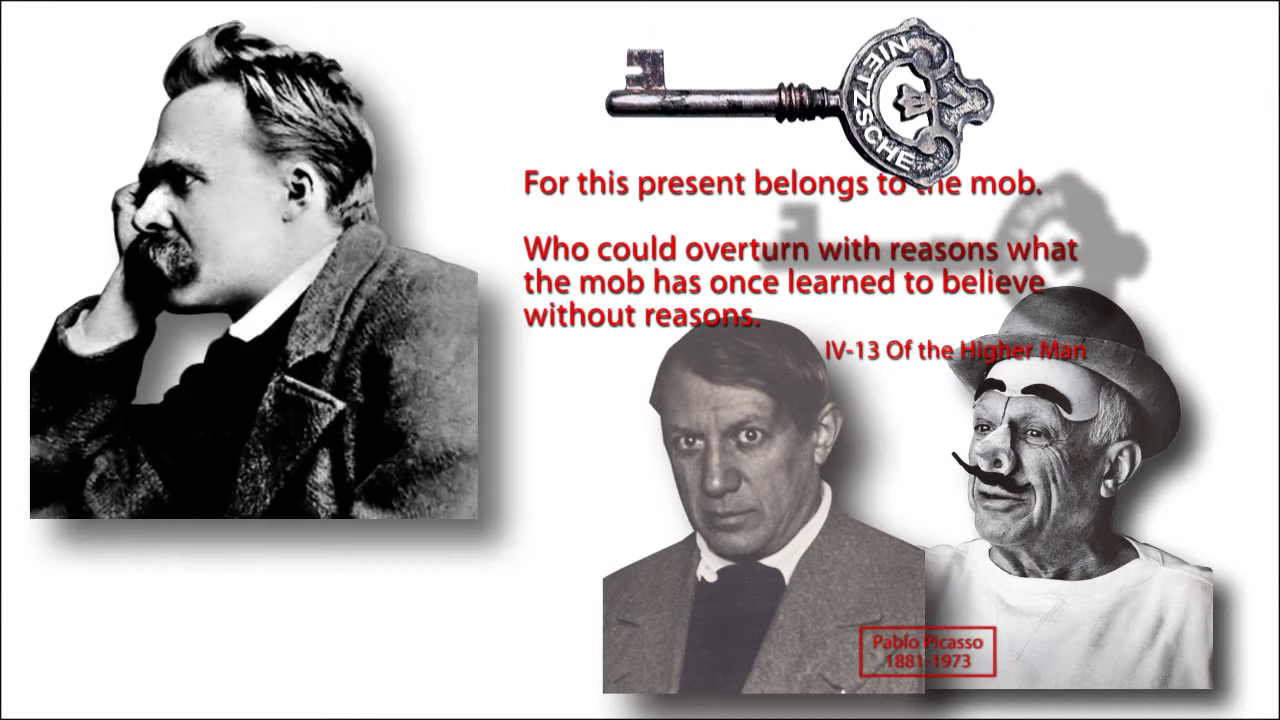 NIETZSCHE
For this present belongs to the mob.
Who could overturn with reasons what
the mob has once learned to believe
without reasons.
IV-13 Of the Higher Man
Pablo Picasso
1881-1973